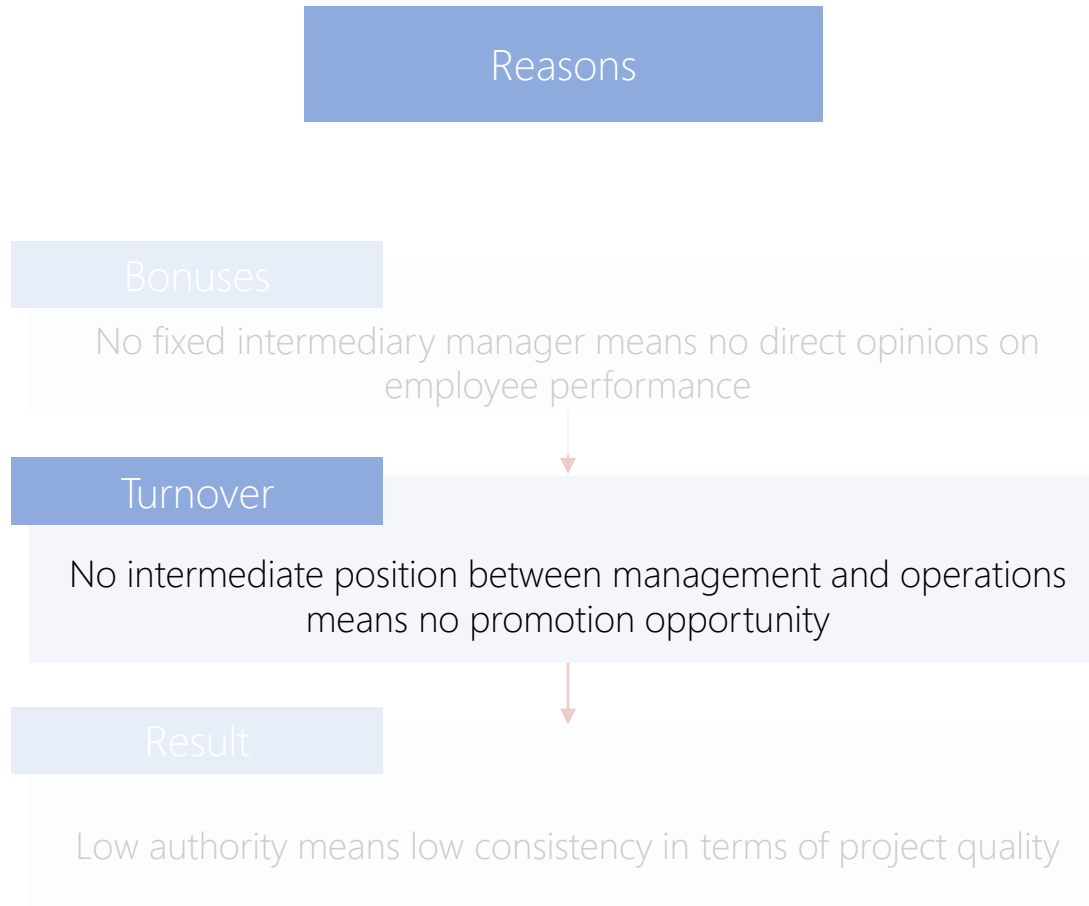 Reasons
Bonuses
No fixed intermediary manager means no direct opinions on
employee performance
Turnover
No intermediate position between management and operations
means no promotion opportunity
Result
Low authority means low consistency in terms of project quality